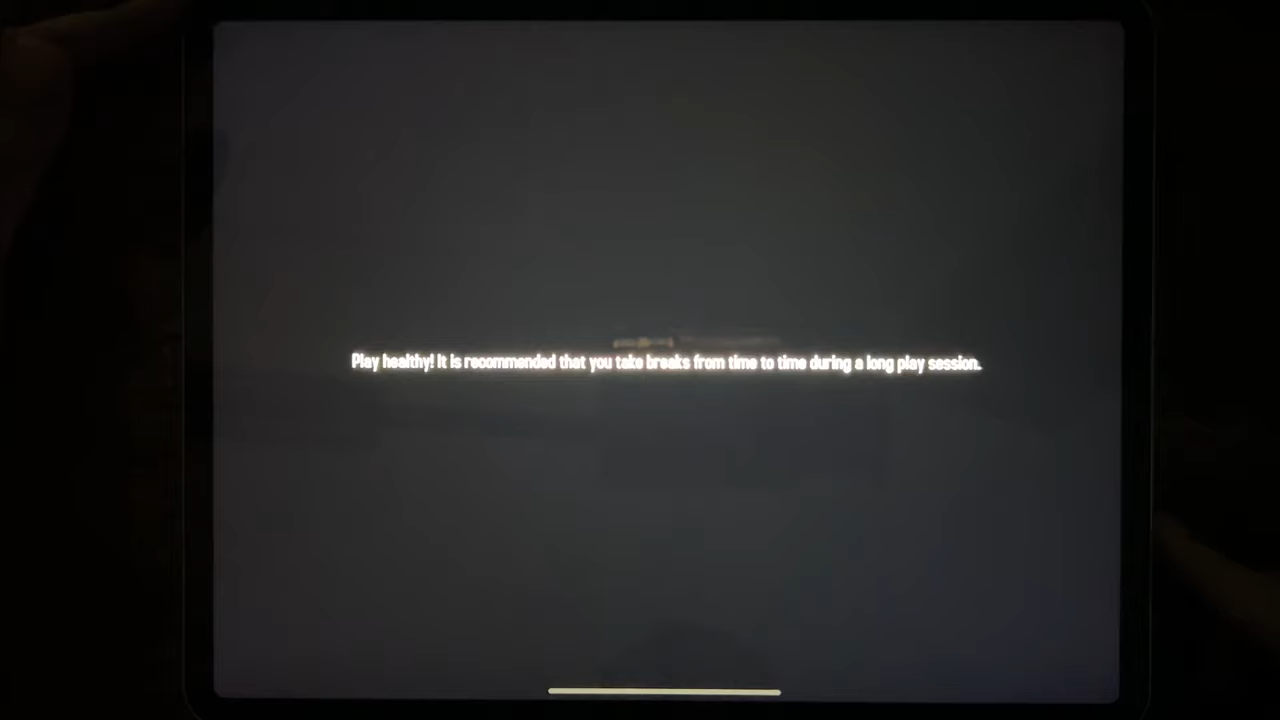 Play healthy! It is recommended that you take breaks from time to time during a long play session.